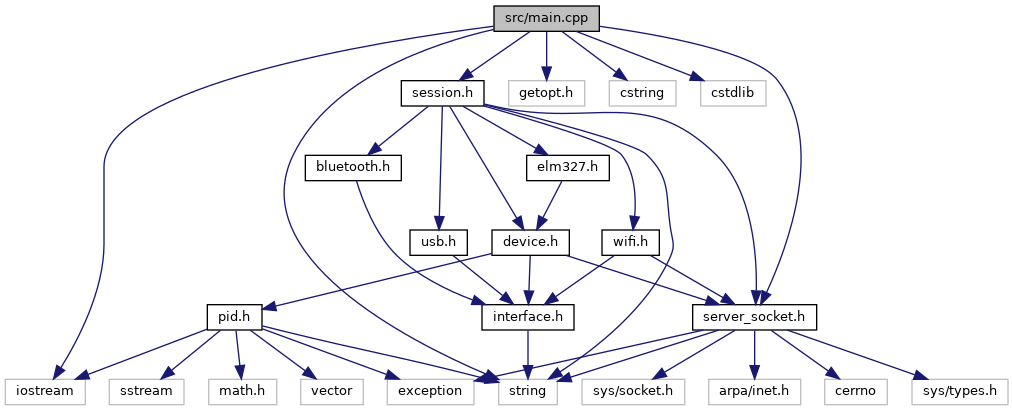 src/main.cpp
session.h
getopt.h
cstring
cstdlib
bluetooth.h
elm327.h
usb.h
device.h
wifi.h
pid.h
interface.h
server_socket.h
iostream
sstream
math.h
vector
exception
string
sys/socket.h
arpa/inet.h
cerrno
sys/types.h